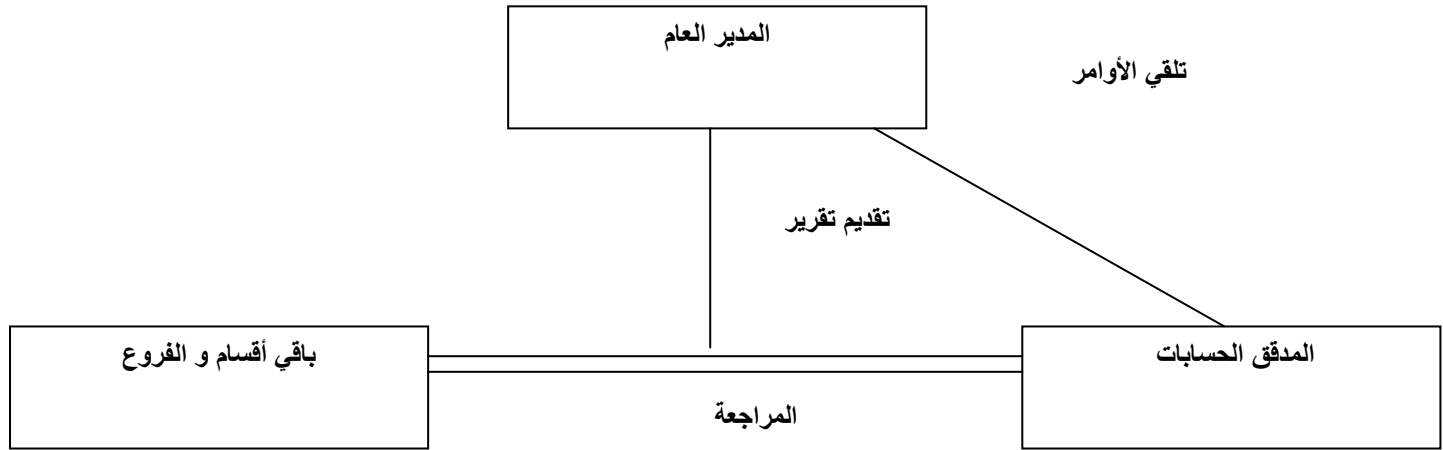 المدير العام
تلقي الأوامر
تقديم تقرير
المدقق الحسابات
باقي أقسام و الفروع
المراجعة